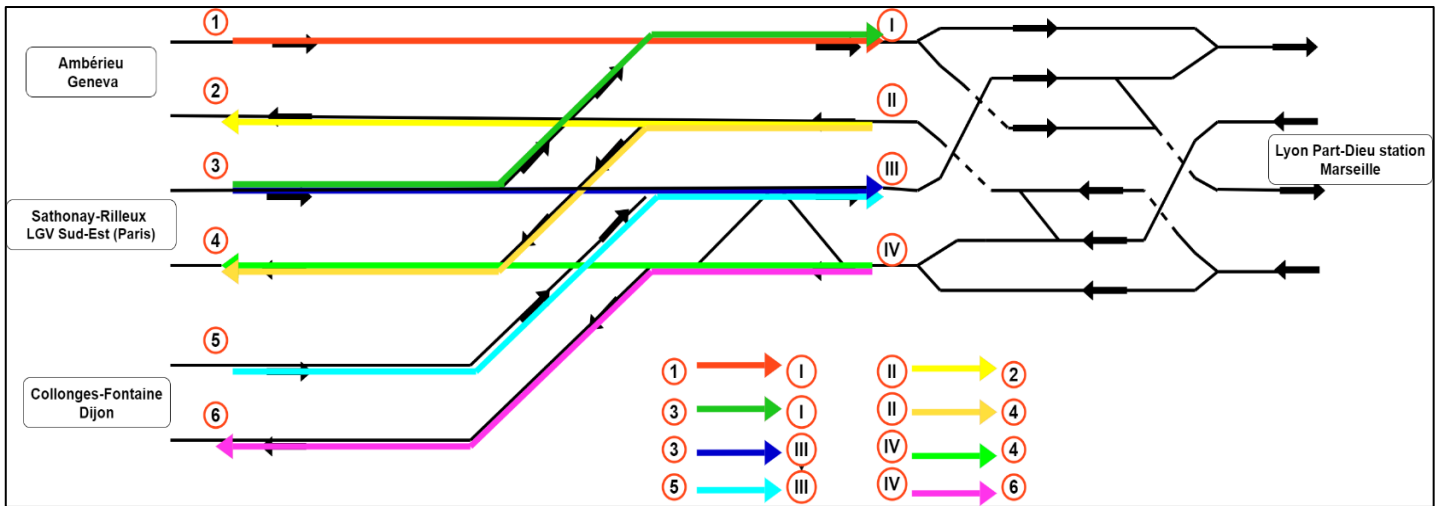 1
I
Ambérieu
Geneva
2
II
3
III
Lyon Part-Dieu station
Marseille
Sathonay-Rilleux
LGV Sud-Est (Paris)
4
IV
5
Collonges-Fontaine
Dijon
6
1 I
II 2
3 I
II 4
3 III
IV 4
5 III
IV 6